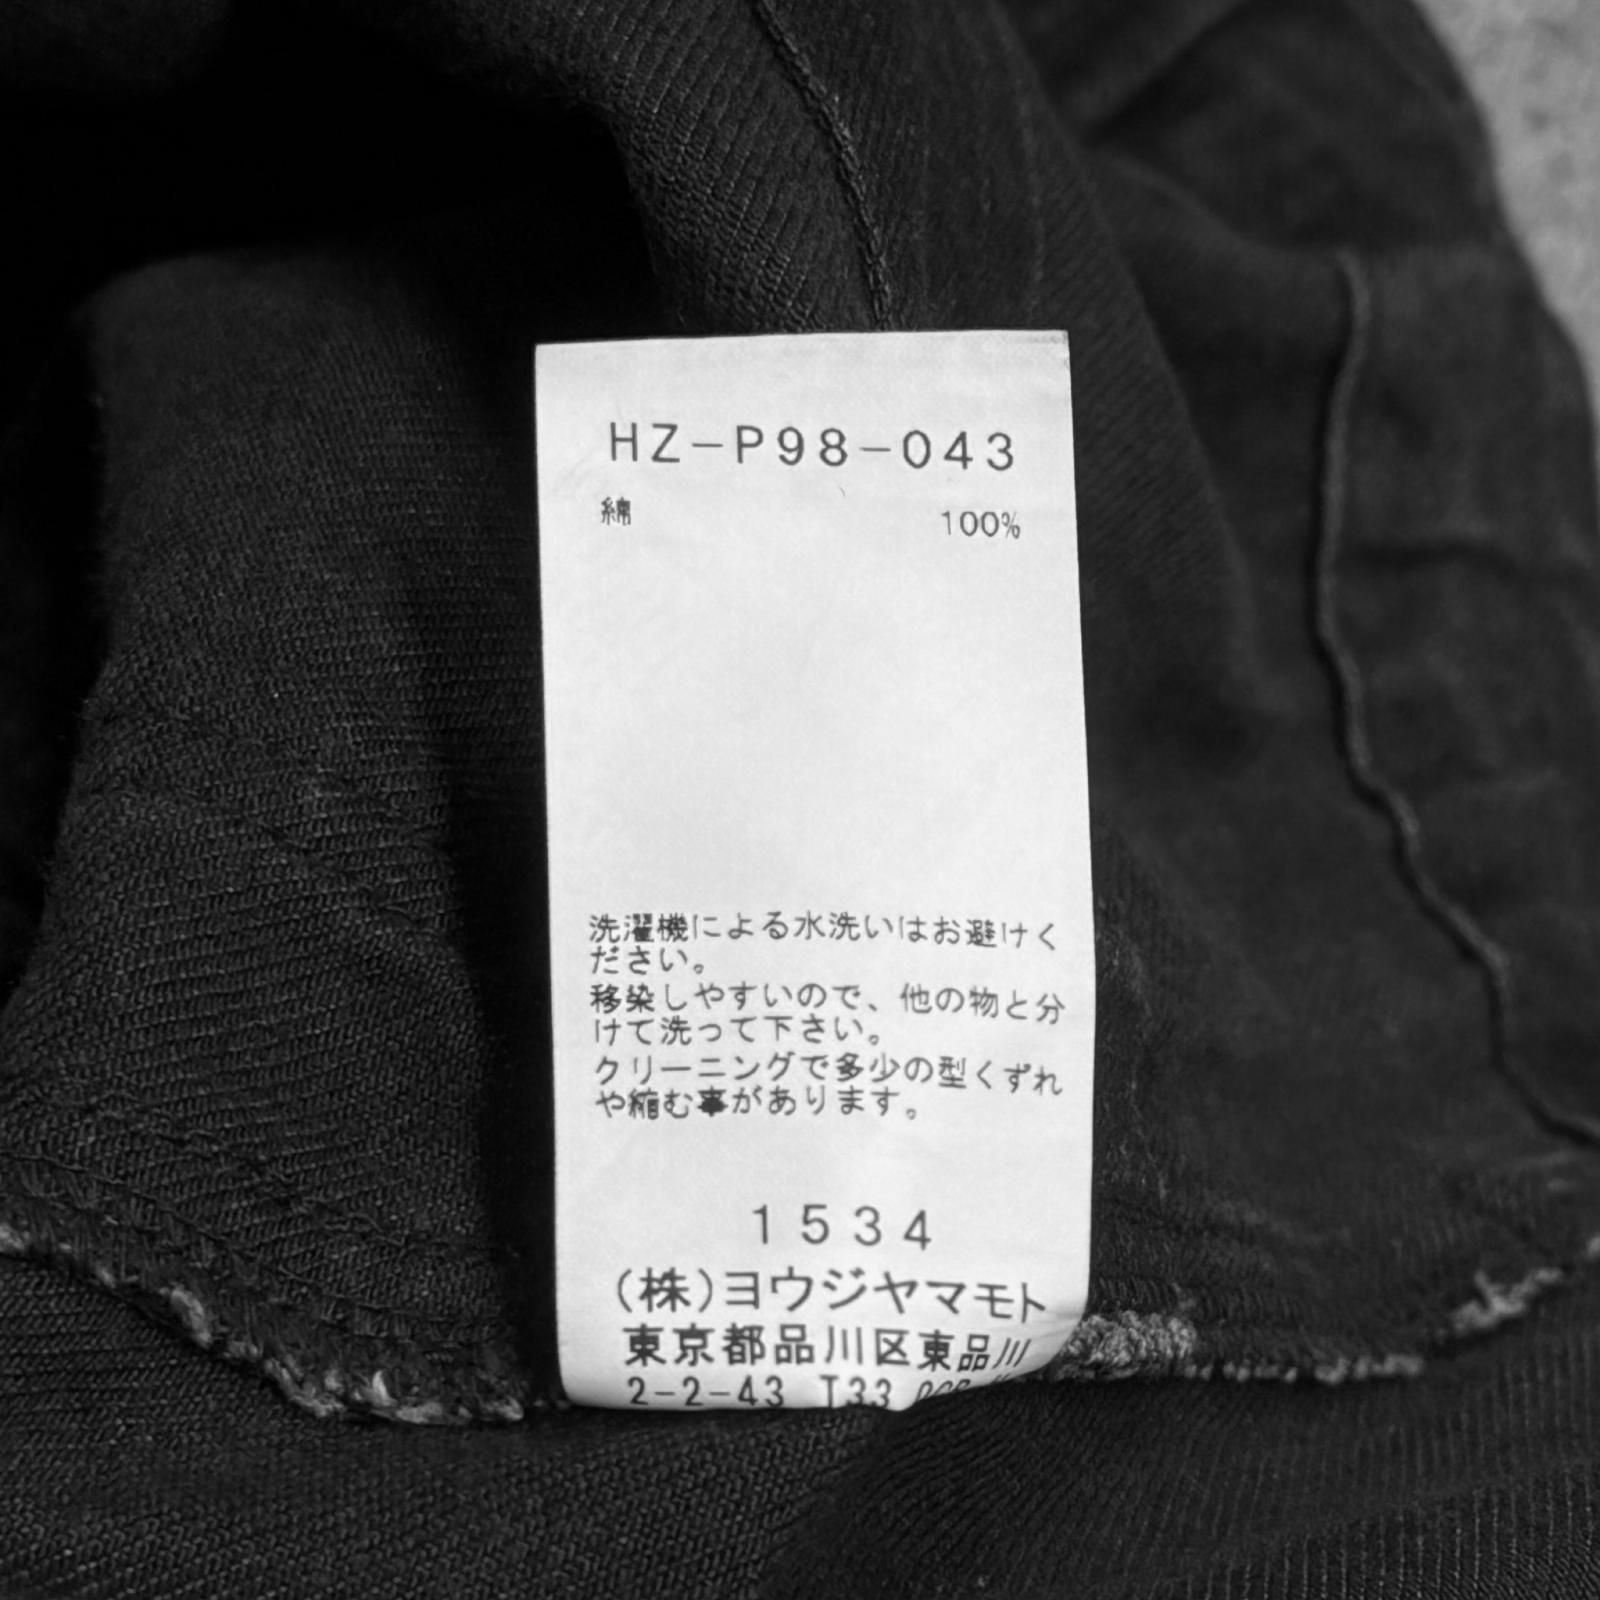 HZ-P98-043
綿 100%
洗濯機による水洗いはお避けく
ださい。
移染しやすいので、他の物と分
けて洗って下さい。
クリーニングで多少の型くずれ
や縮む事があります。
1534
(株)ヨウジヤマモト
東京都品川区東品川
2-2-43 T33